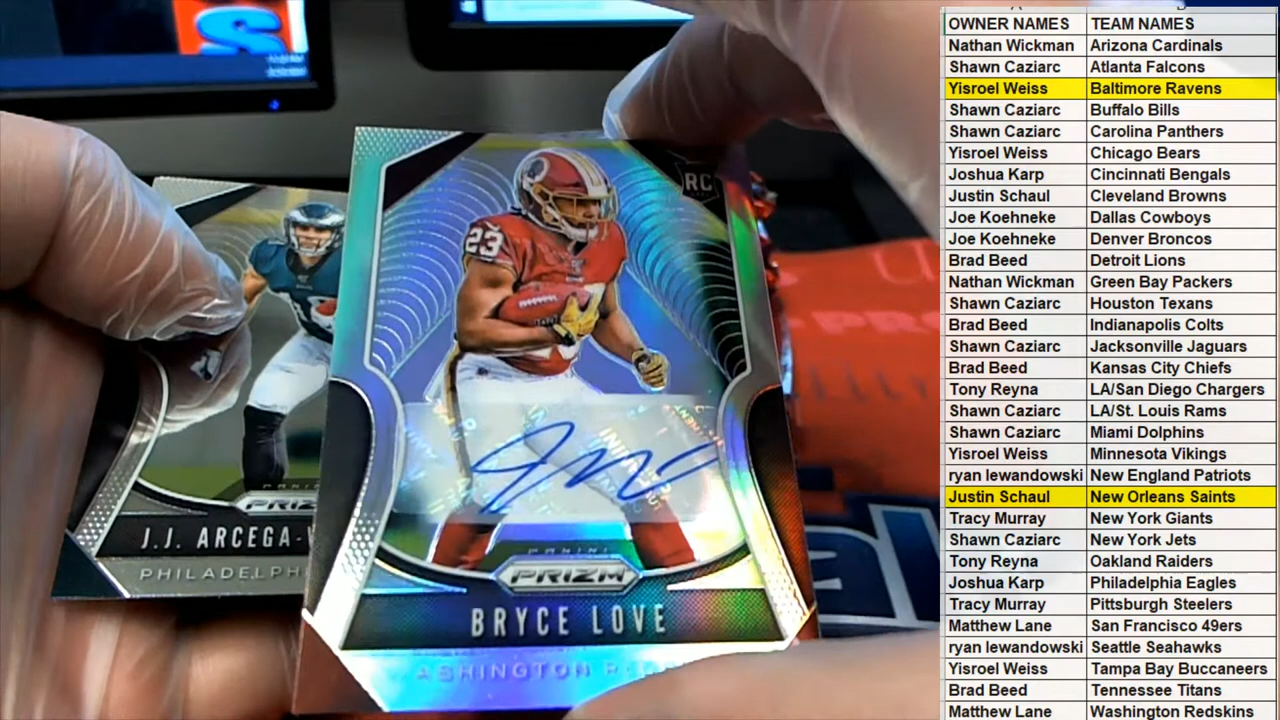 RC
23
J.J. ARCEGA-
PHILADELPHI
PANINI
PRIZM
BRYCE LOVE
ASHINGTON R
OWNER NAMES TEAM NAMES
Nathan Wickman Arizona Cardinals
Shawn Caziarc Atlanta Falcons
Yisroel Weiss Baltimore Ravens
Shawn Caziarc Buffalo Bills
Shawn Caziarc Carolina Panthers
Yisroel Weiss Chicago Bears
Joshua Karp Cincinnati Bengals
Justin Schaul Cleveland Browns
Joe Koehneke Dallas Cowboys
Joe Koehneke Denver Broncos
Brad Beed Detroit Lions
Nathan Wickman Green Bay Packers
Shawn Caziarc Houston Texans
Brad Beed Indianapolis Colts
Shawn Caziarc Jacksonville Jaguars
Brad Beed Kansas City Chiefs
Tony Reyna LA/San Diego Chargers
Shawn Caziarc LA/St. Louis Rams
Shawn Caziarc Miami Dolphins
Yisroel Weiss Minnesota Vikings
ryan lewandowski New England Patriots
Justin Schaul New Orleans Saints
Tracy Murray New York Giants
Shawn Caziarc New York Jets
Tony Reyna Oakland Raiders
Joshua Karp Philadelphia Eagles
Tracy Murray Pittsburgh Steelers
Matthew Lane San Francisco 49ers
ryan lewandowski Seattle Seahawks
Yisroel Weiss Tampa Bay Buccaneers
Brad Beed Tennessee Titans
Matthew Lane Washington Redskins